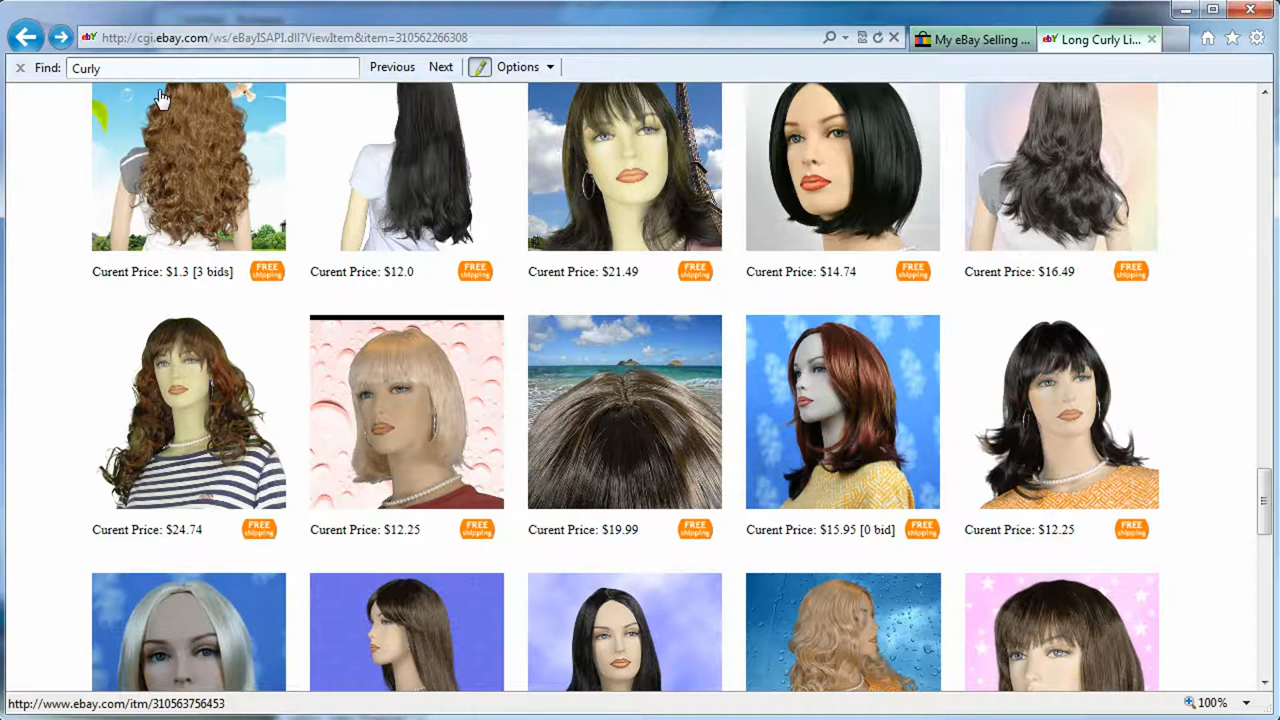 http://cgi.ebay.com/ws/eBayISAPI.dll?ViewItem&item=310562266308
My eBay Selling ...
Long Curly Li...
Find: Curly
Previous Next Options
Curent Price: $1.3 [3 bids] FREE shipping
Curent Price: $12.0 FREE shipping
Curent Price: $21.49 FREE shipping
Curent Price: $14.74 FREE shipping
Curent Price: $16.49 FREE shipping
Curent Price: $24.74 FREE shipping
Curent Price: $12.25 FREE shipping
Curent Price: $19.99 FREE shipping
Curent Price: $15.95 [0 bid] FREE shipping
Curent Price: $12.25 FREE shipping
http://www.ebay.com/itm/310563756453
100%